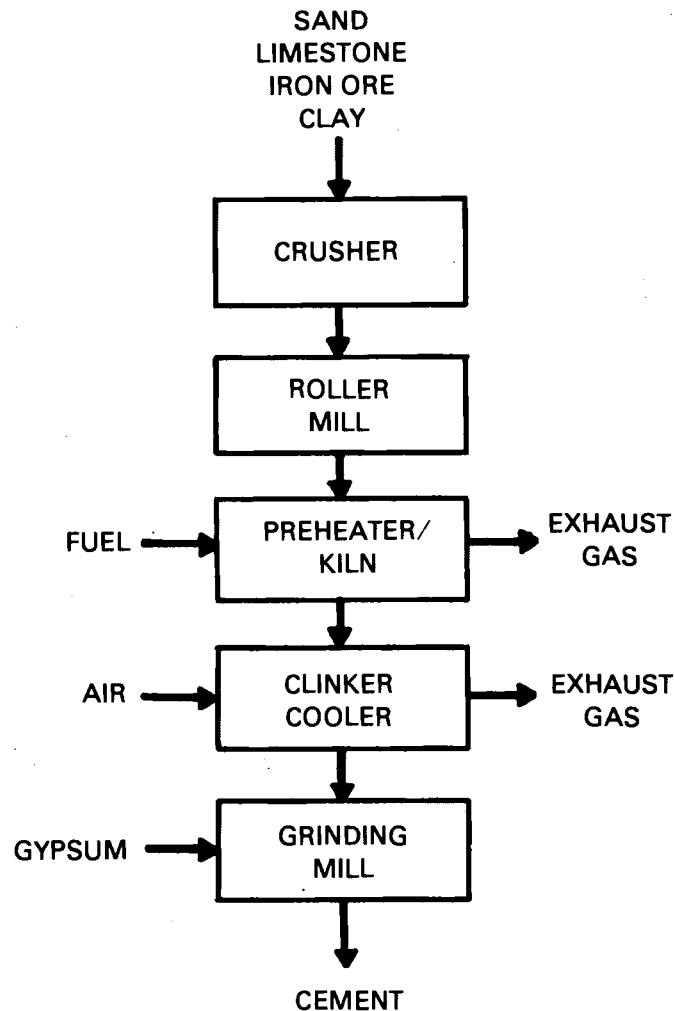 SAND
LIMESTONE
IRON ORE
CLAY
CRUSHER
ROLLER
MILL
FUEL
PREHEATER/
KILN
EXHAUST
GAS
AIR
CLINKER
COOLER
EXHAUST
GAS
GYPSUM
GRINDING
MILL
CEMENT